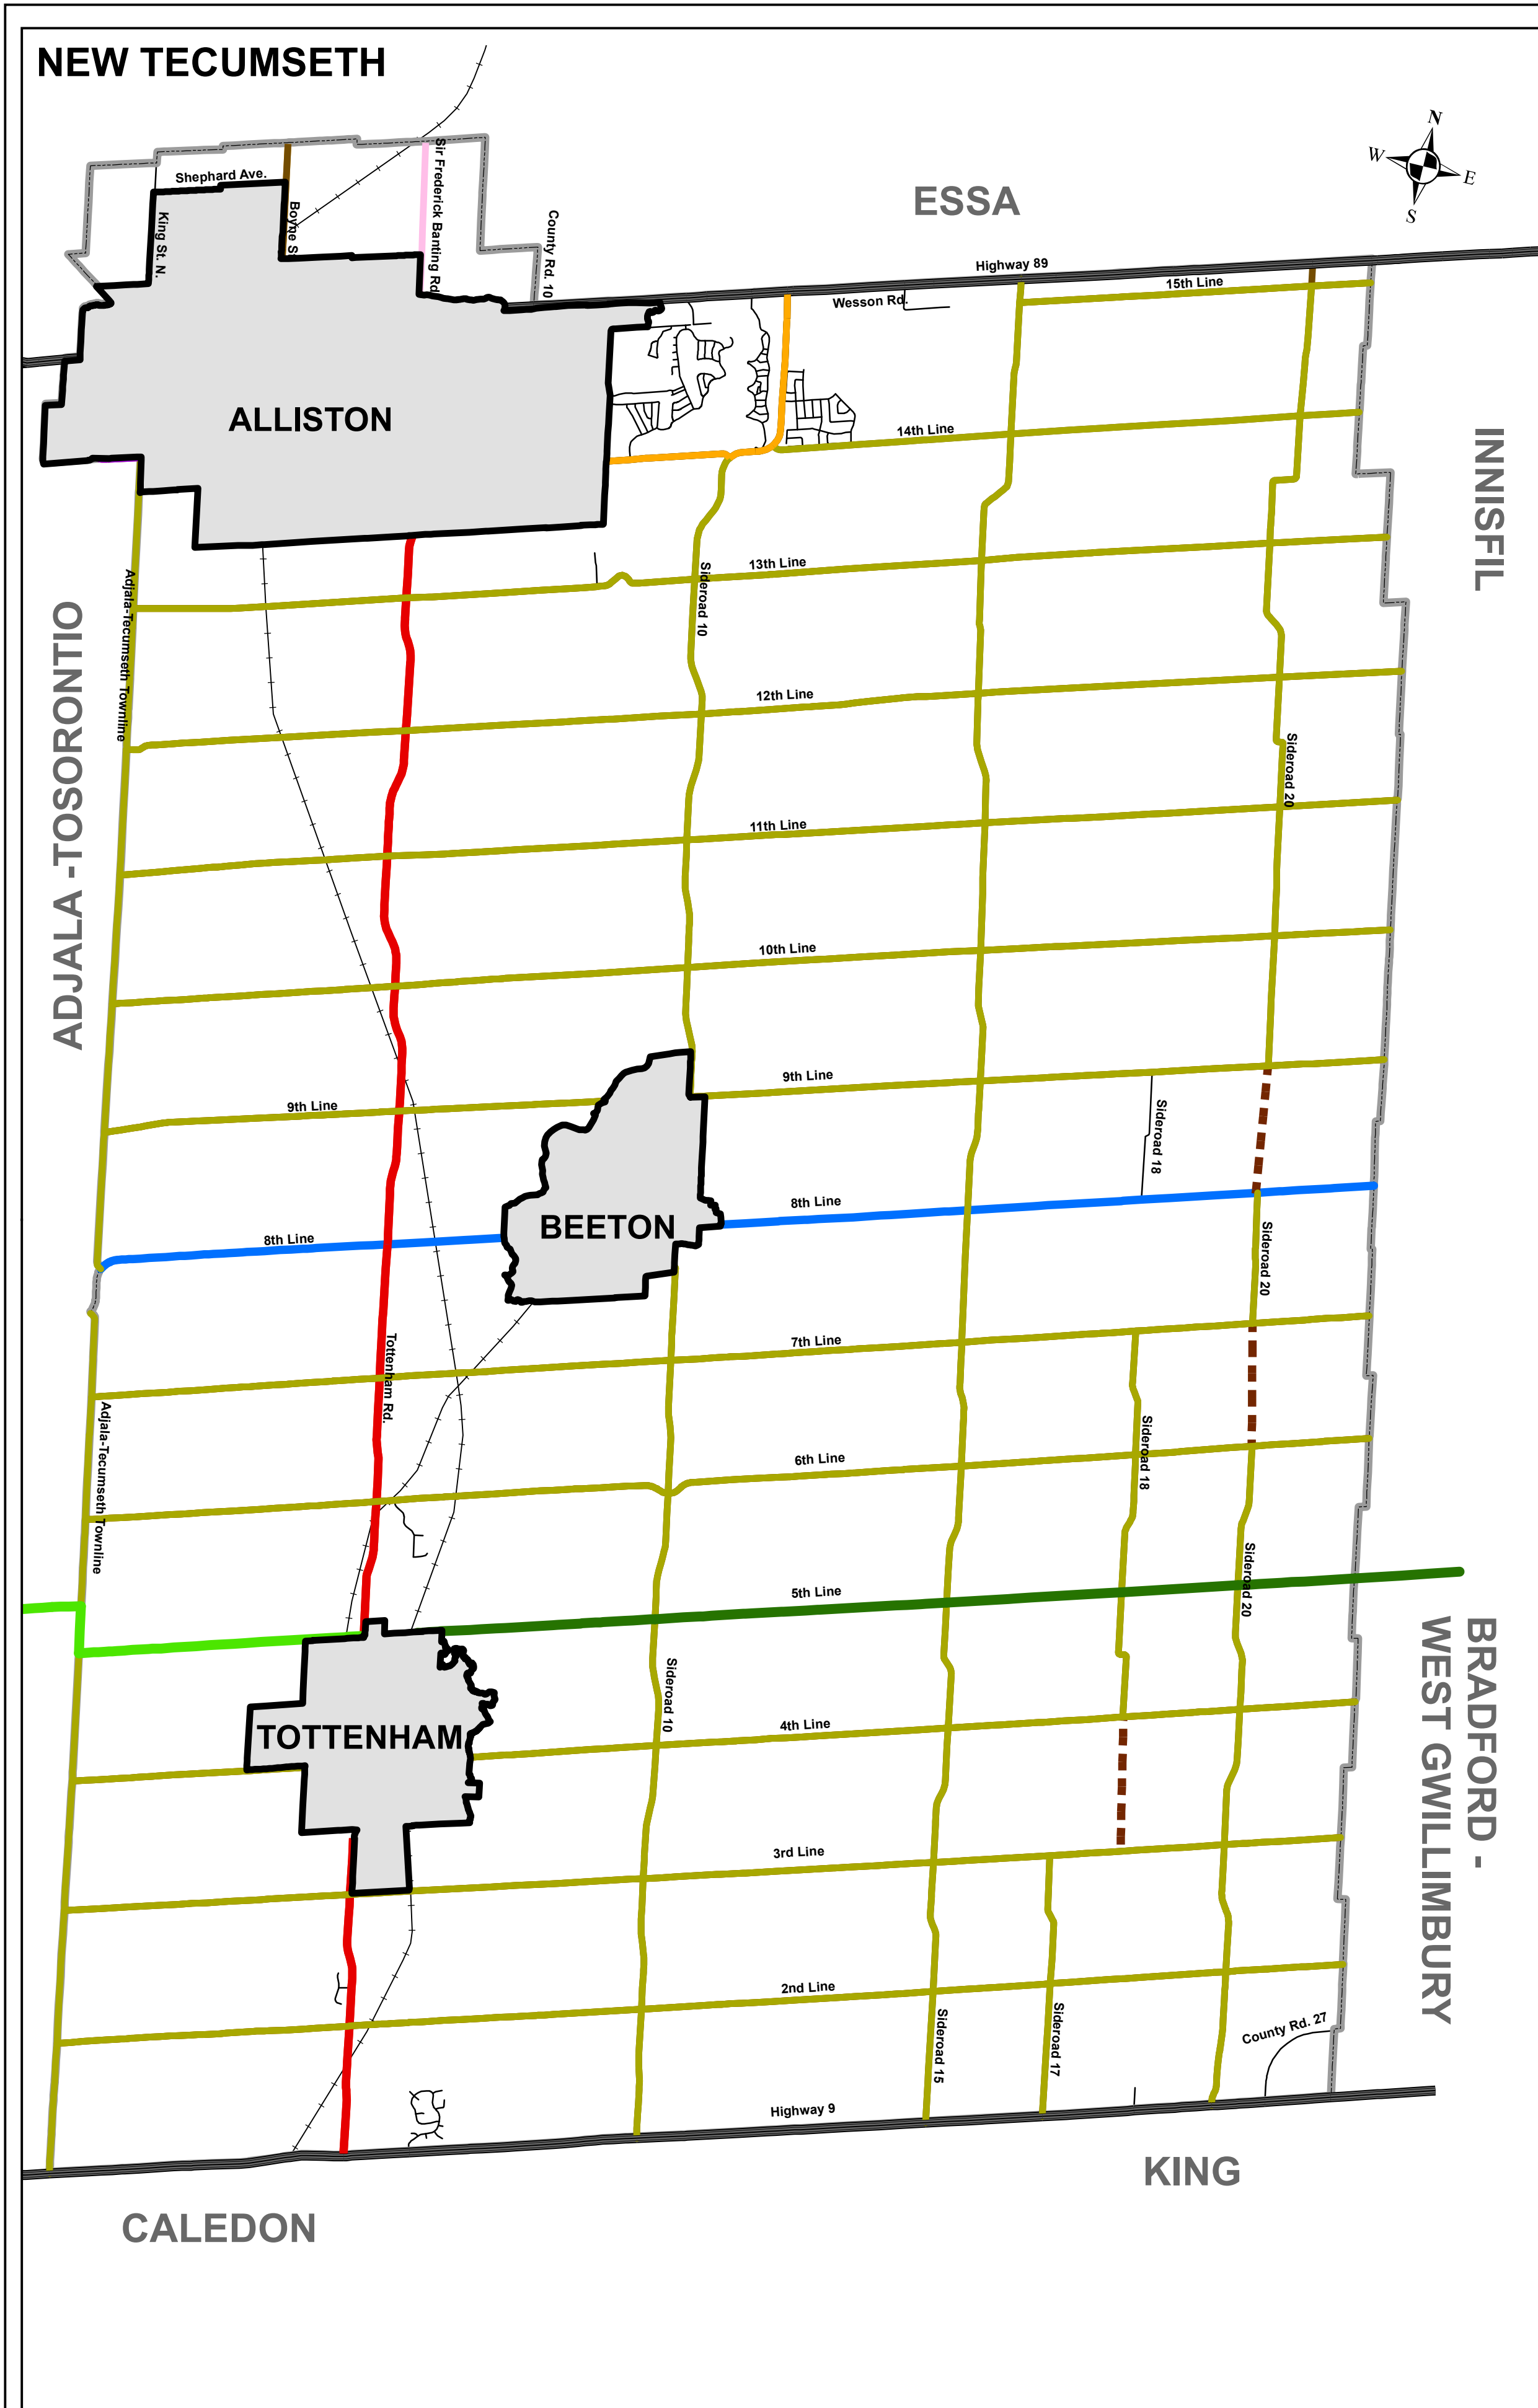 NEW TECUMSETH
N
W
E
S
ESSA
Shephard Ave.
King St. N.
Boyne S
Sir Frederick Banting Rd
County Rd. 10
Highway 89
Wesson Rd.
15th Line
ALLISTON
14th Line
INNISFIL
13th Line
Sideroad 10
Adjala-Tecumseth Townline
ADJALA -TOSORONTIO
12th Line
Sideroad 20
11th Line
10th Line
9th Line
9th Line
Sideroad 18
8th Line
BEETON
8th Line
Sideroad 20
7th Line
Tottenham Rd.
Adjala-Tecumseth Townline
6th Line
Sideroad 18
Sideroad 20
5th Line
BRADFORD -
WEST GWILLIMBURY
Sideroad 10
TOTTENHAM
4th Line
3rd Line
2nd Line
Sideroad 15
Sideroad 17
County Rd. 27
Highway 9
KING
CALEDON